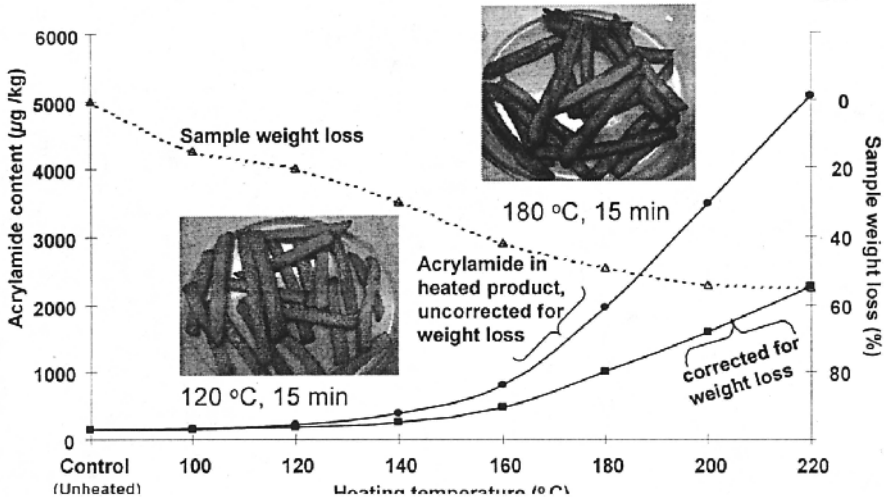 6000
5000
4000
3000
2000
1000
0
Acrylamide content (µg /kg)
Sample weight loss
180 °C, 15 min
Acrylamide in
heated product,
uncorrected for
weight loss
120 °C, 15 min
corrected for
weight loss
0
20
40
60
80
Sample weight loss (%)
Control
(Unheated)
100
120
140
160
180
200
220
Heating temperature (°C)